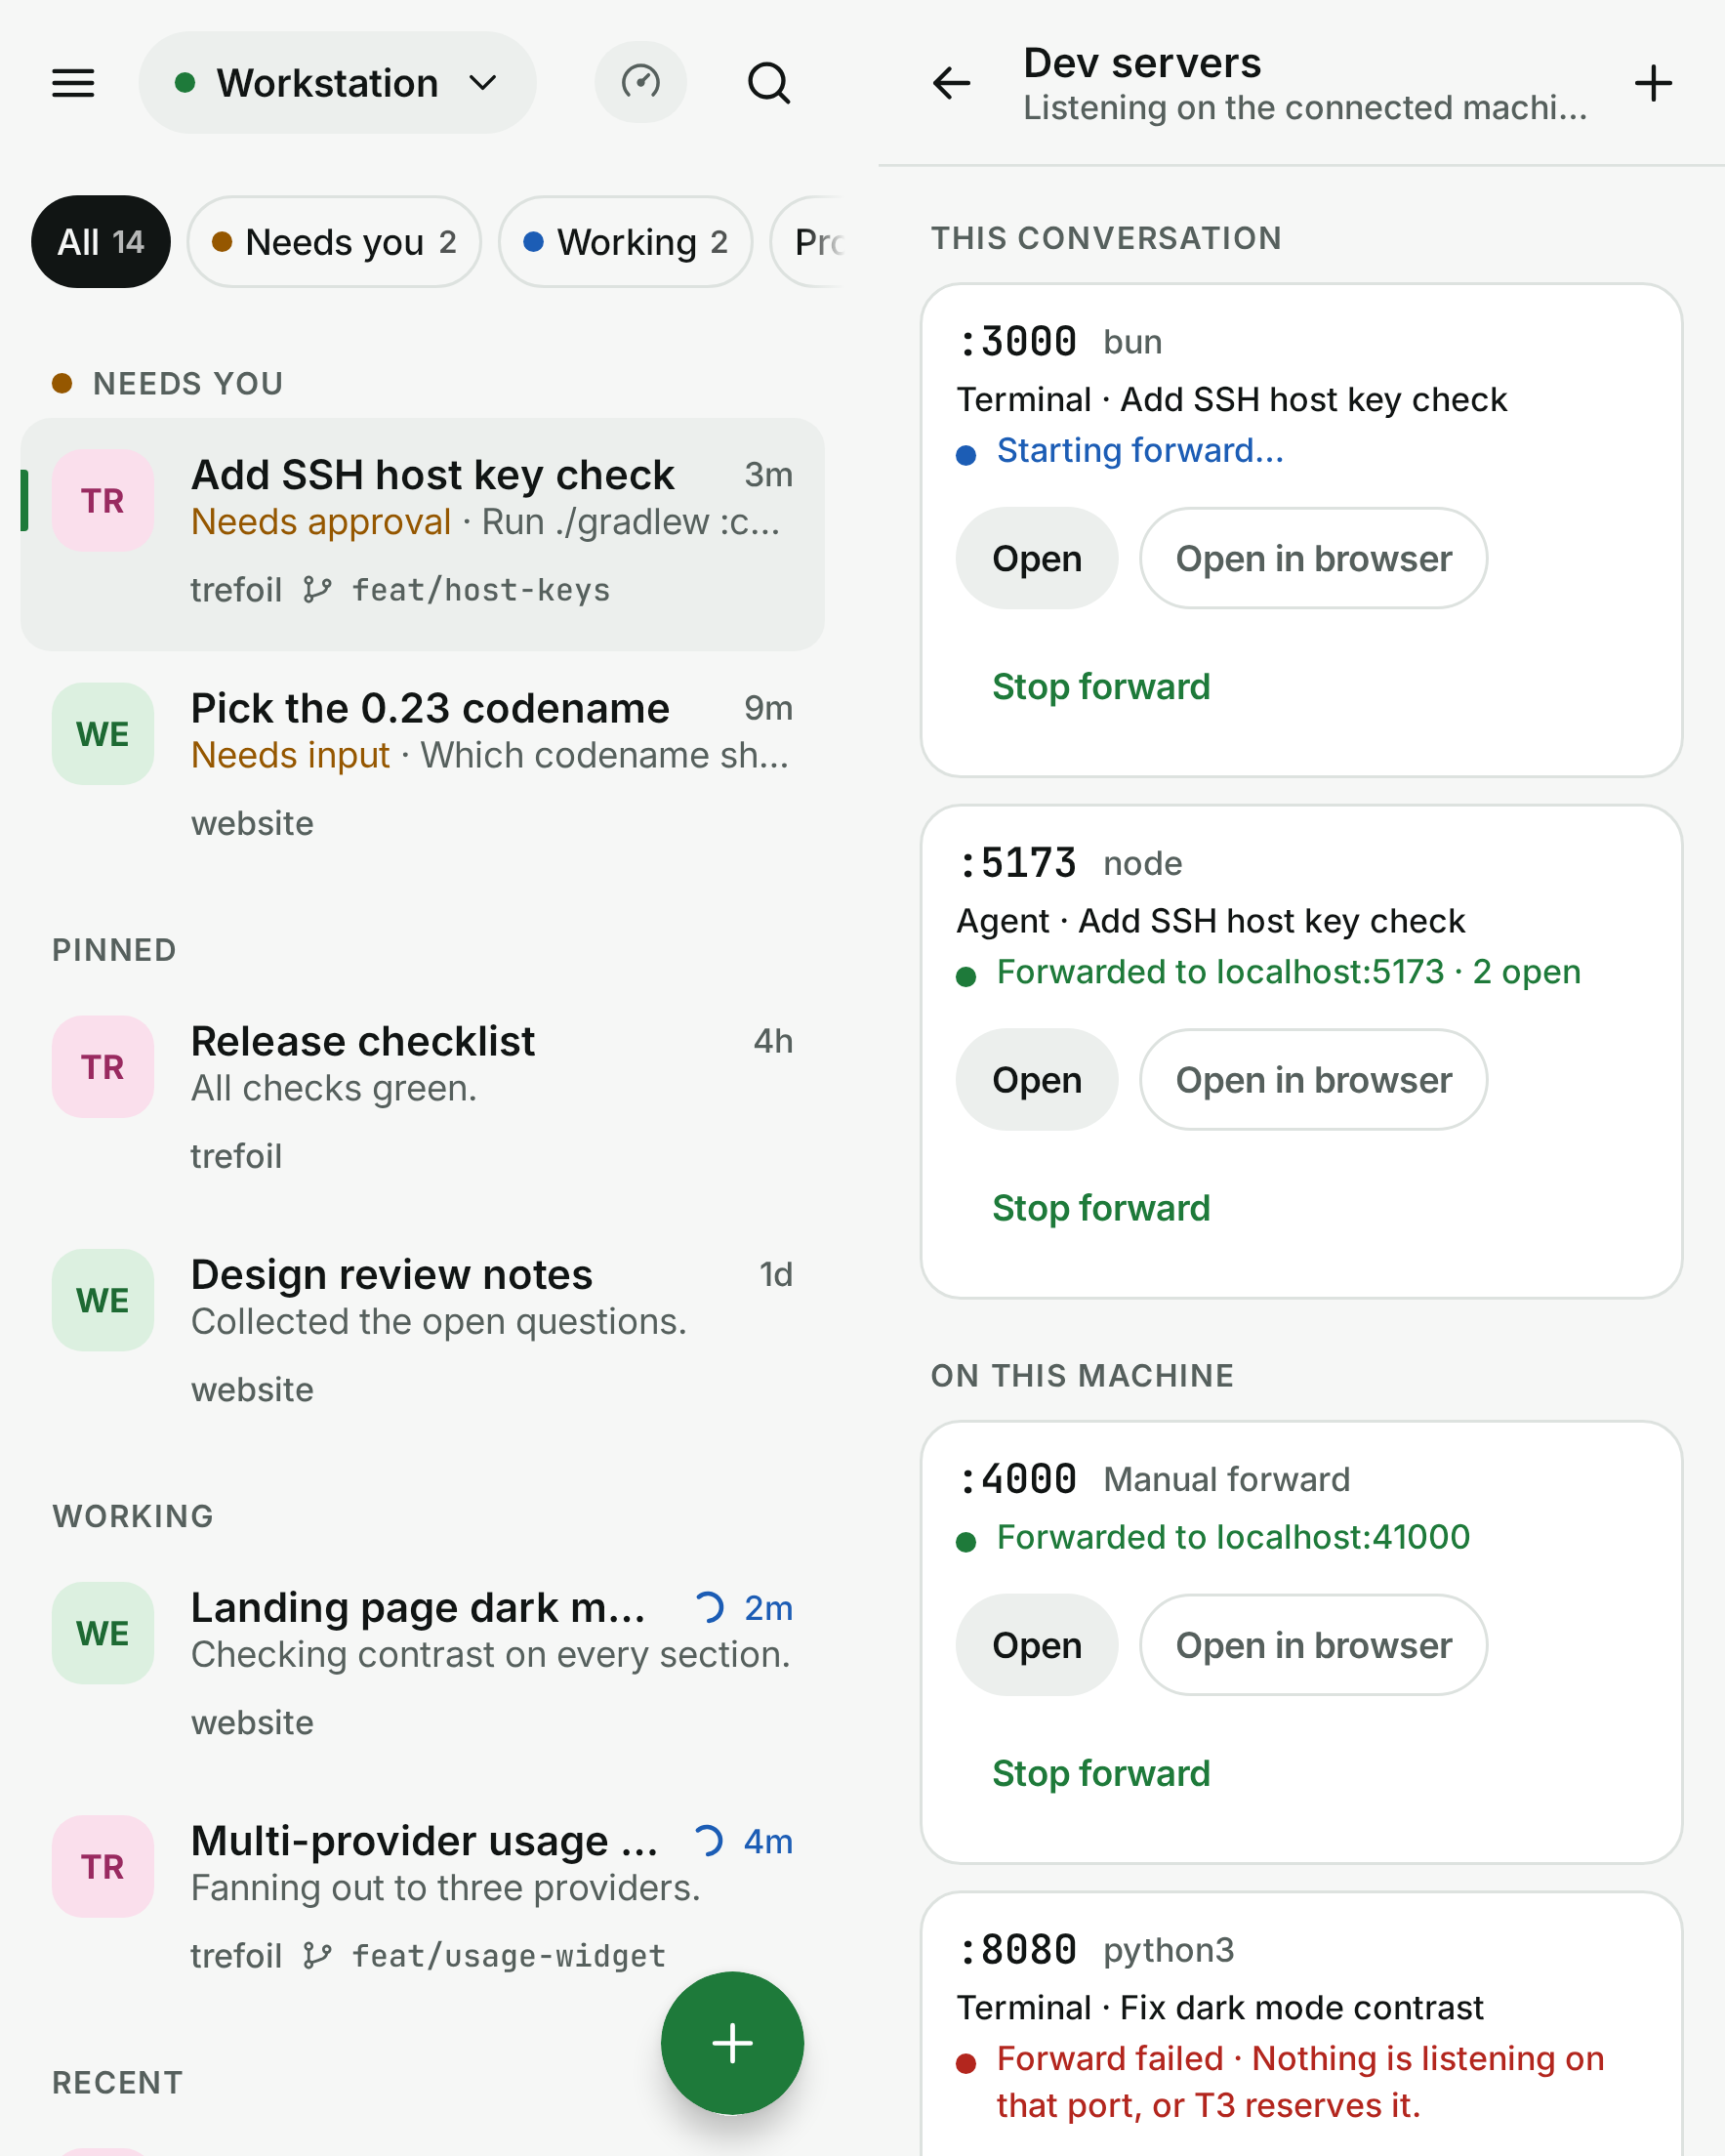 Workstation
All 14
Needs you 2
Working 2
Pro
NEEDS YOU
TR
Add SSH host key check
3m
Needs approval · Run ./gradlew :c...
trefoil feat/host-keys
WE
Pick the 0.23 codename
9m
Needs input · Which codename sh...
website
PINNED
TR
Release checklist
4h
All checks green.
trefoil
WE
Design review notes
1d
Collected the open questions.
website
WORKING
WE
Landing page dark m...
2m
Checking contrast on every section.
website
TR
Multi-provider usage ...
4m
Fanning out to three providers.
trefoil feat/usage-widget
RECENT
Dev servers
Listening on the connected machi...
THIS CONVERSATION
:3000 bun
Terminal · Add SSH host key check
Starting forward...
Open
Open in browser
Stop forward
:5173 node
Agent · Add SSH host key check
Forwarded to localhost:5173 · 2 open
Open
Open in browser
Stop forward
ON THIS MACHINE
:4000 Manual forward
Forwarded to localhost:41000
Open
Open in browser
Stop forward
:8080 python3
Terminal · Fix dark mode contrast
Forward failed · Nothing is listening on
that port, or T3 reserves it.